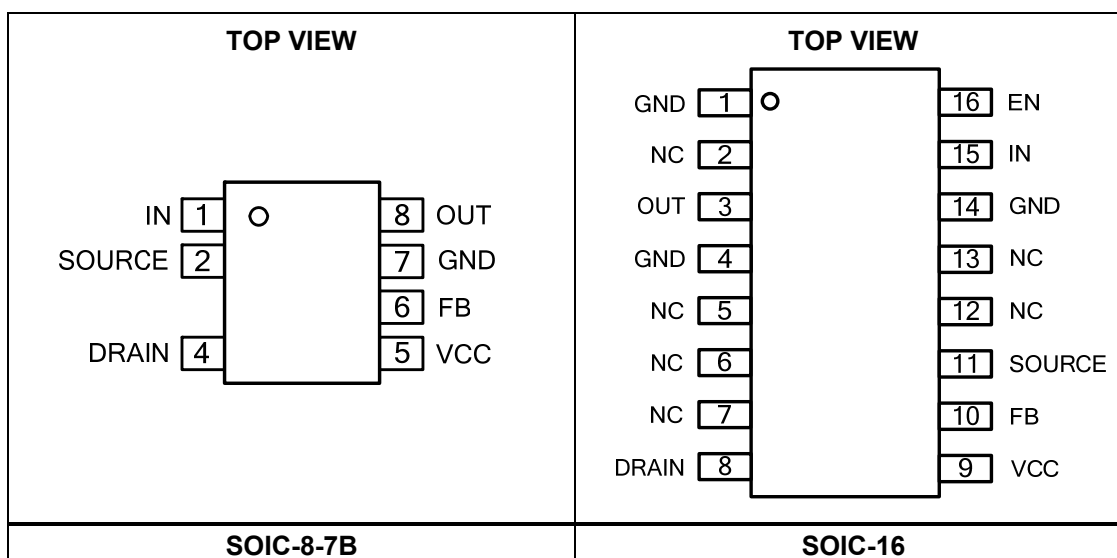 TOP VIEW
IN 1 8 OUT
SOURCE 2 7 GND
6 FB
DRAIN 4 5 VCC
SOIC-8-7B
TOP VIEW
GND 1 16 EN
NC 2 15 IN
OUT 3 14 GND
GND 4 13 NC
NC 5 12 NC
NC 6 11 SOURCE
NC 7 10 FB
DRAIN 8 9 VCC
SOIC-16